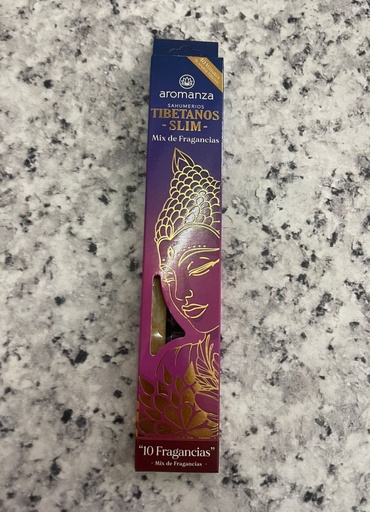 aromanza
SAHUMERIOS
TIBETANOS
- SLIM -
Mix de Fragancias
"10 Fragancias"
- Mix de Fragancias -